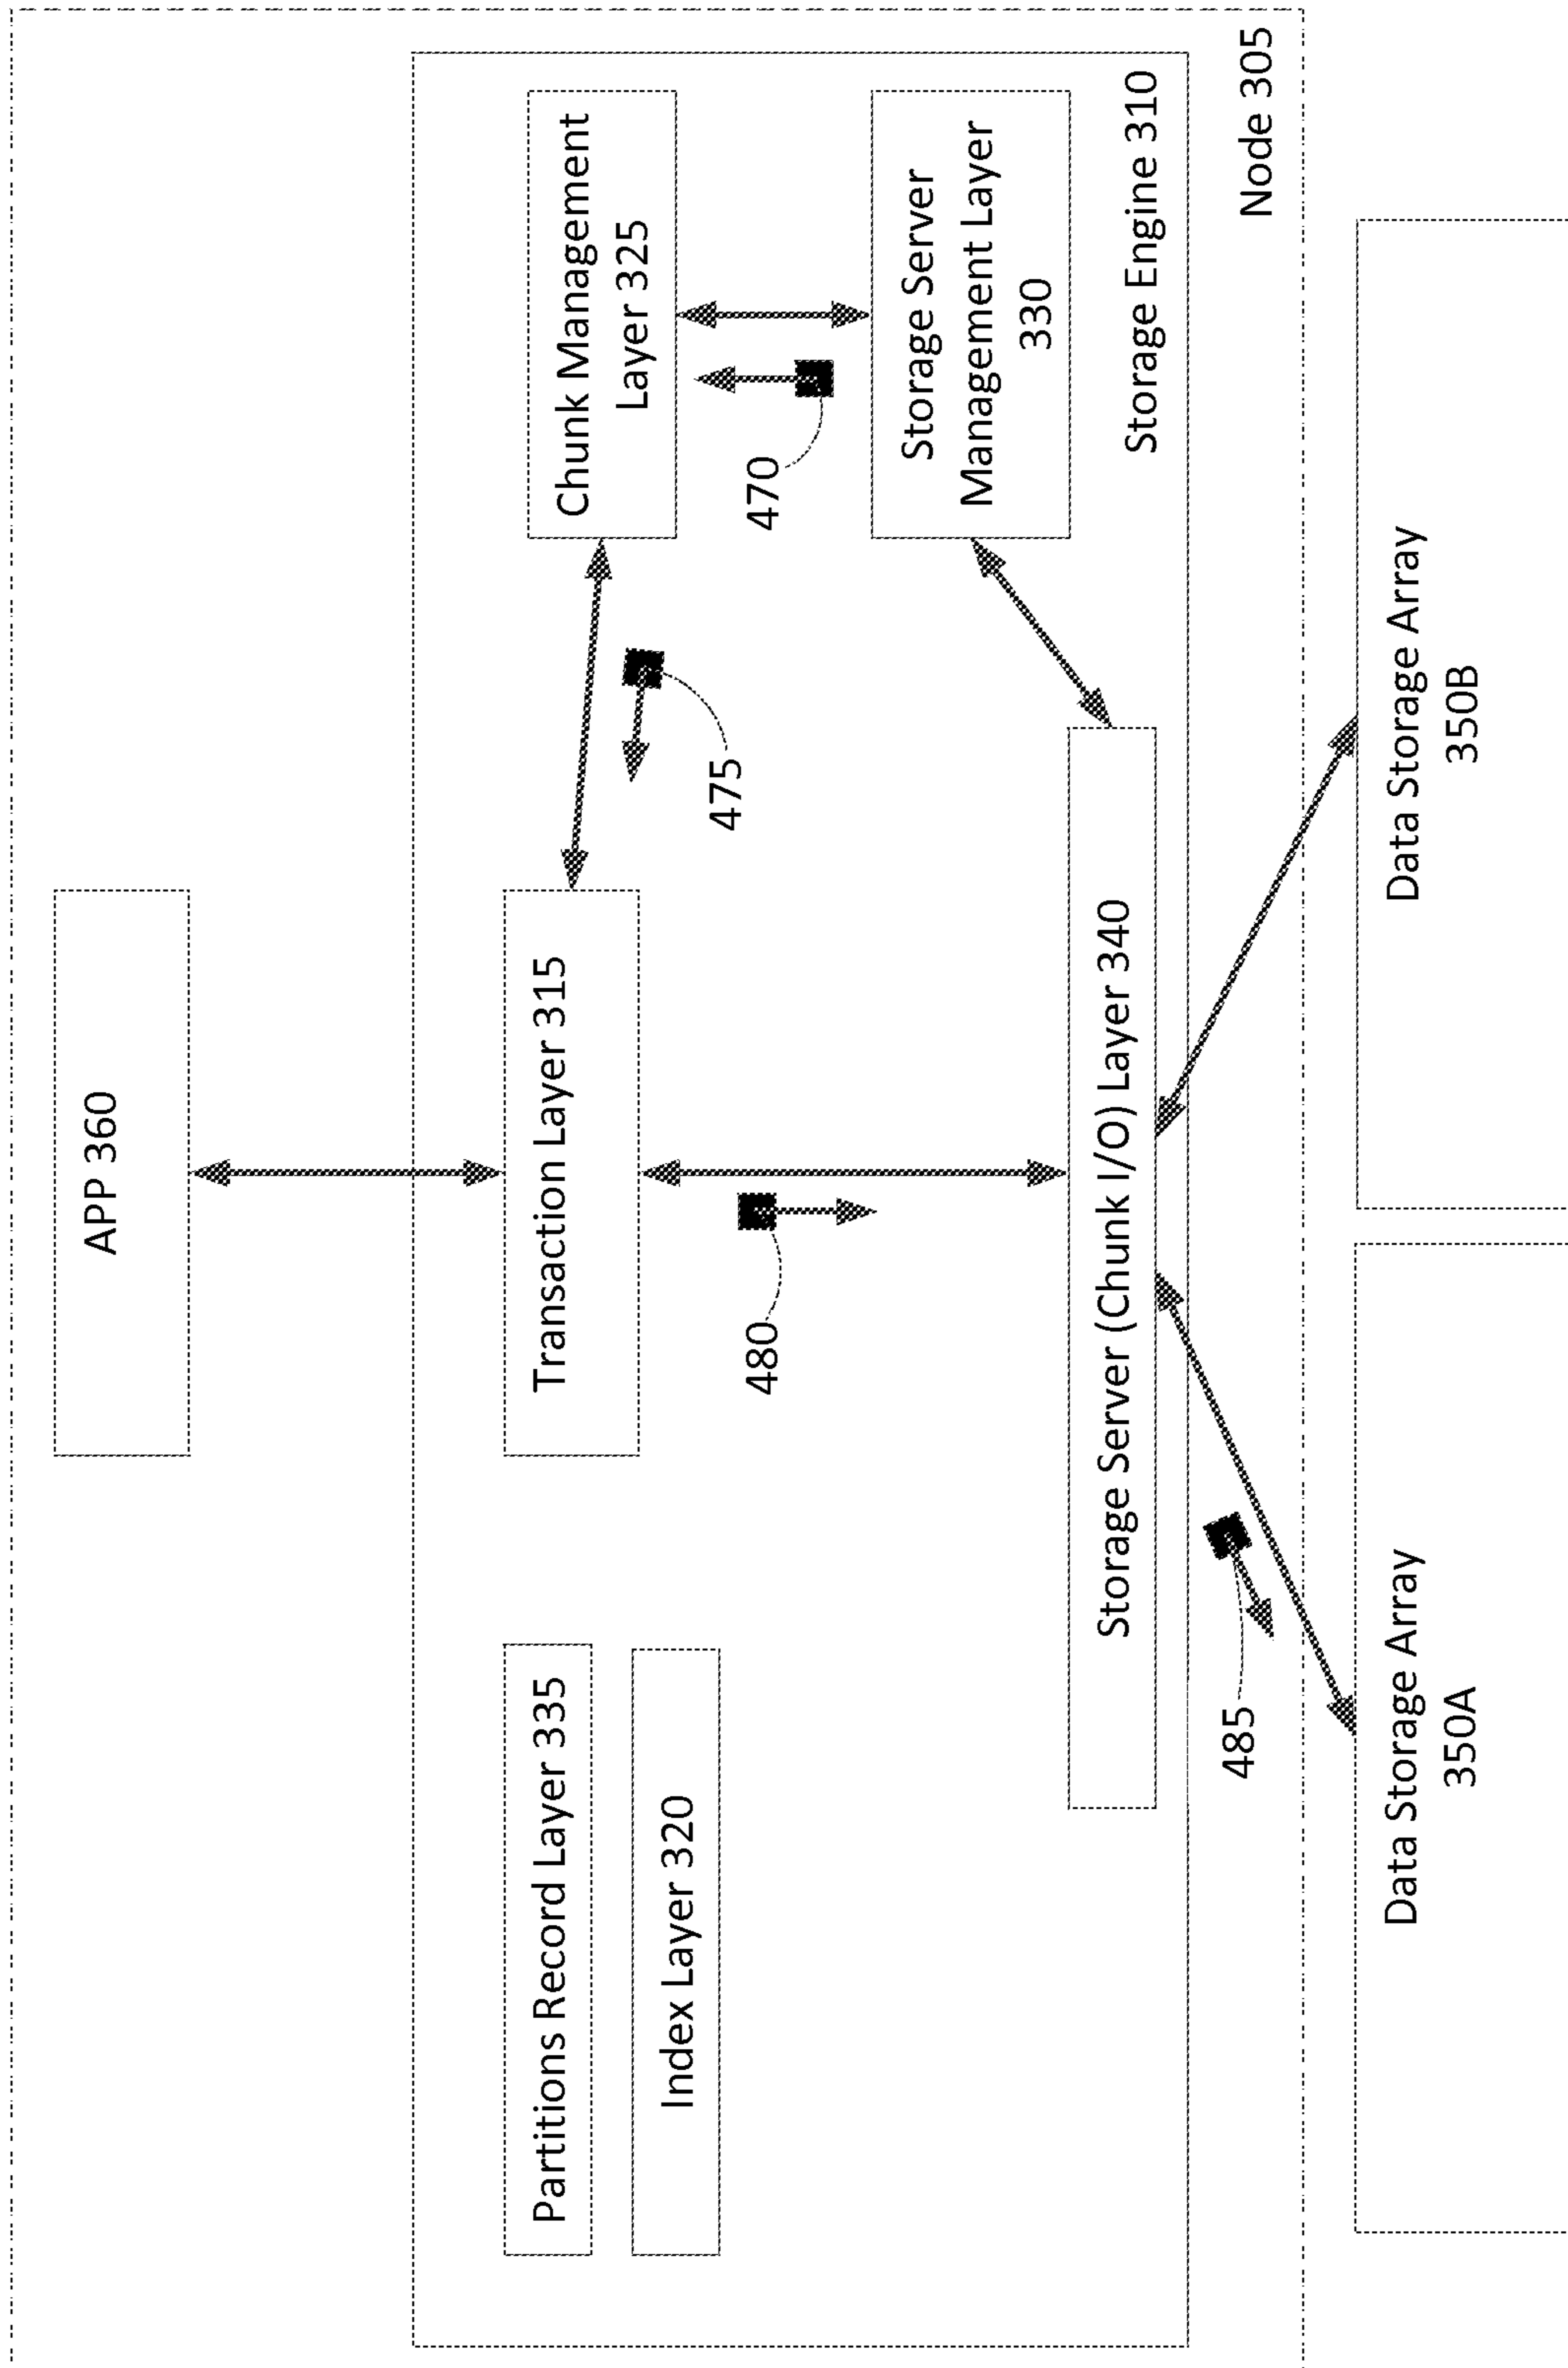 APP 360
Partitions Record Layer 335
Index Layer 320
Transaction Layer 315
475
Chunk Management
Layer 325
470
480
Storage Server
Management Layer
330
Storage Server (Chunk I/O) Layer 340
Storage Engine 310
485
Node 305
Data Storage Array
350A
Data Storage Array
350B